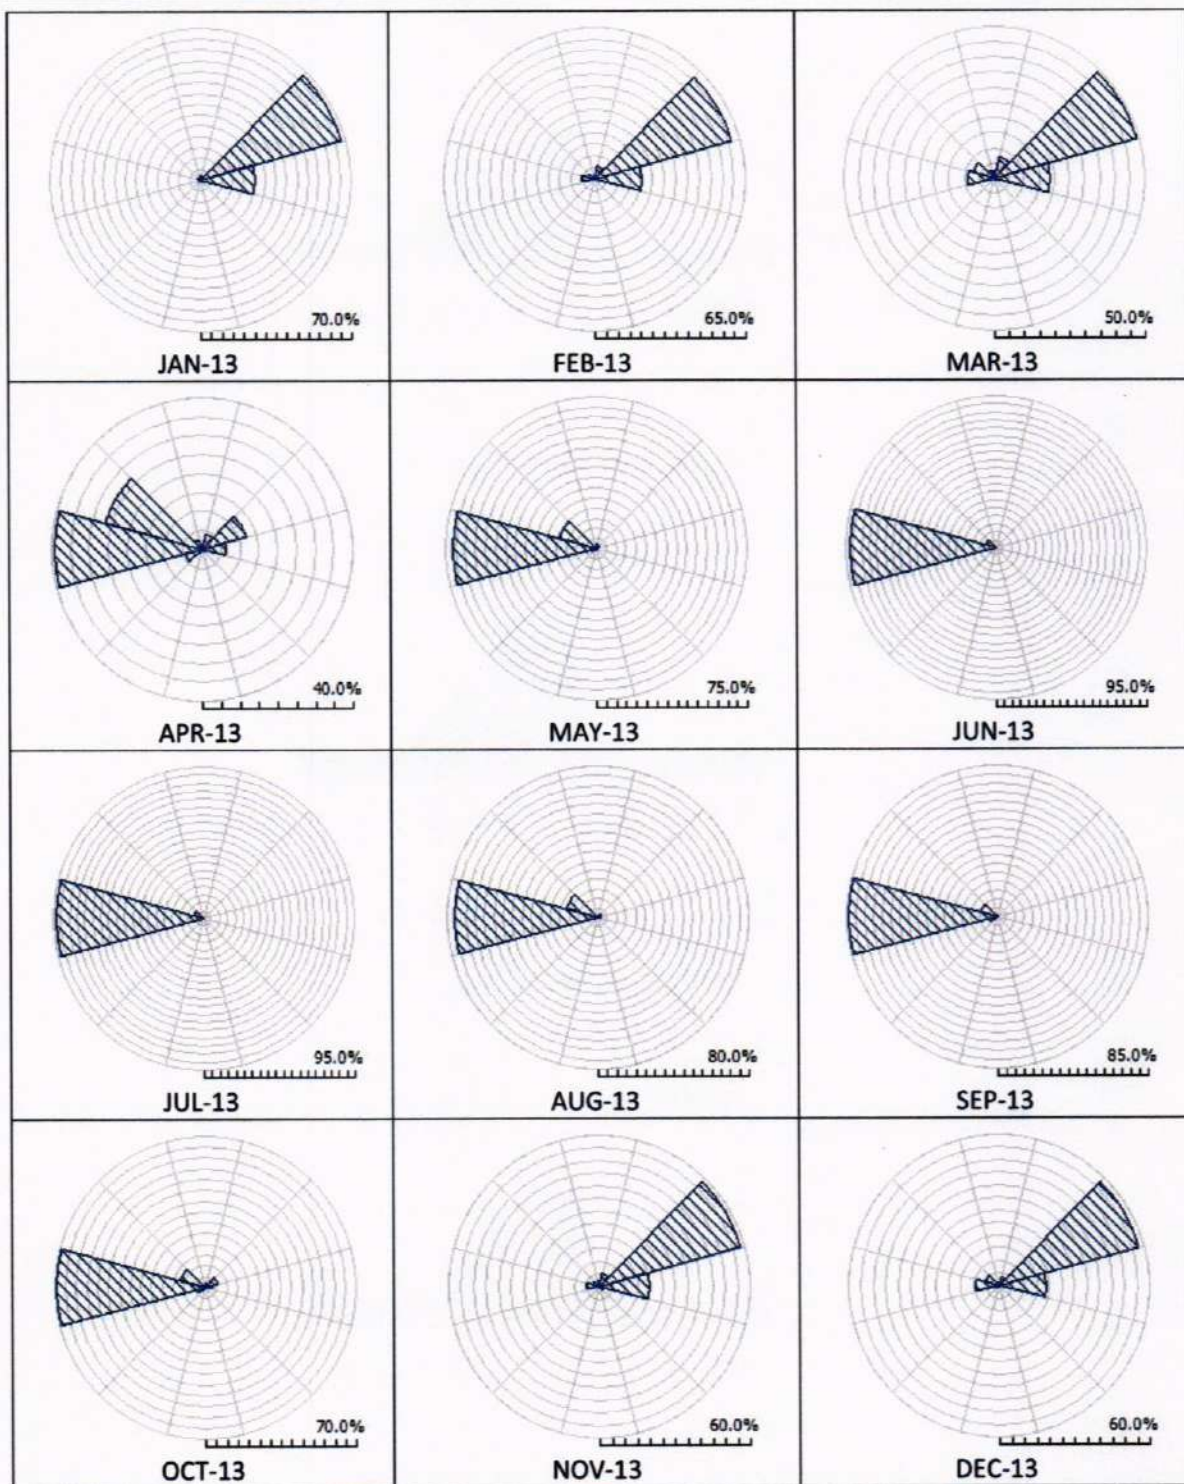 70.0%
JAN-13
65.0%
FEB-13
50.0%
MAR-13
40.0%
APR-13
75.0%
MAY-13
95.0%
JUN-13
95.0%
JUL-13
80.0%
AUG-13
85.0%
SEP-13
70.0%
OCT-13
60.0%
NOV-13
60.0%
DEC-13